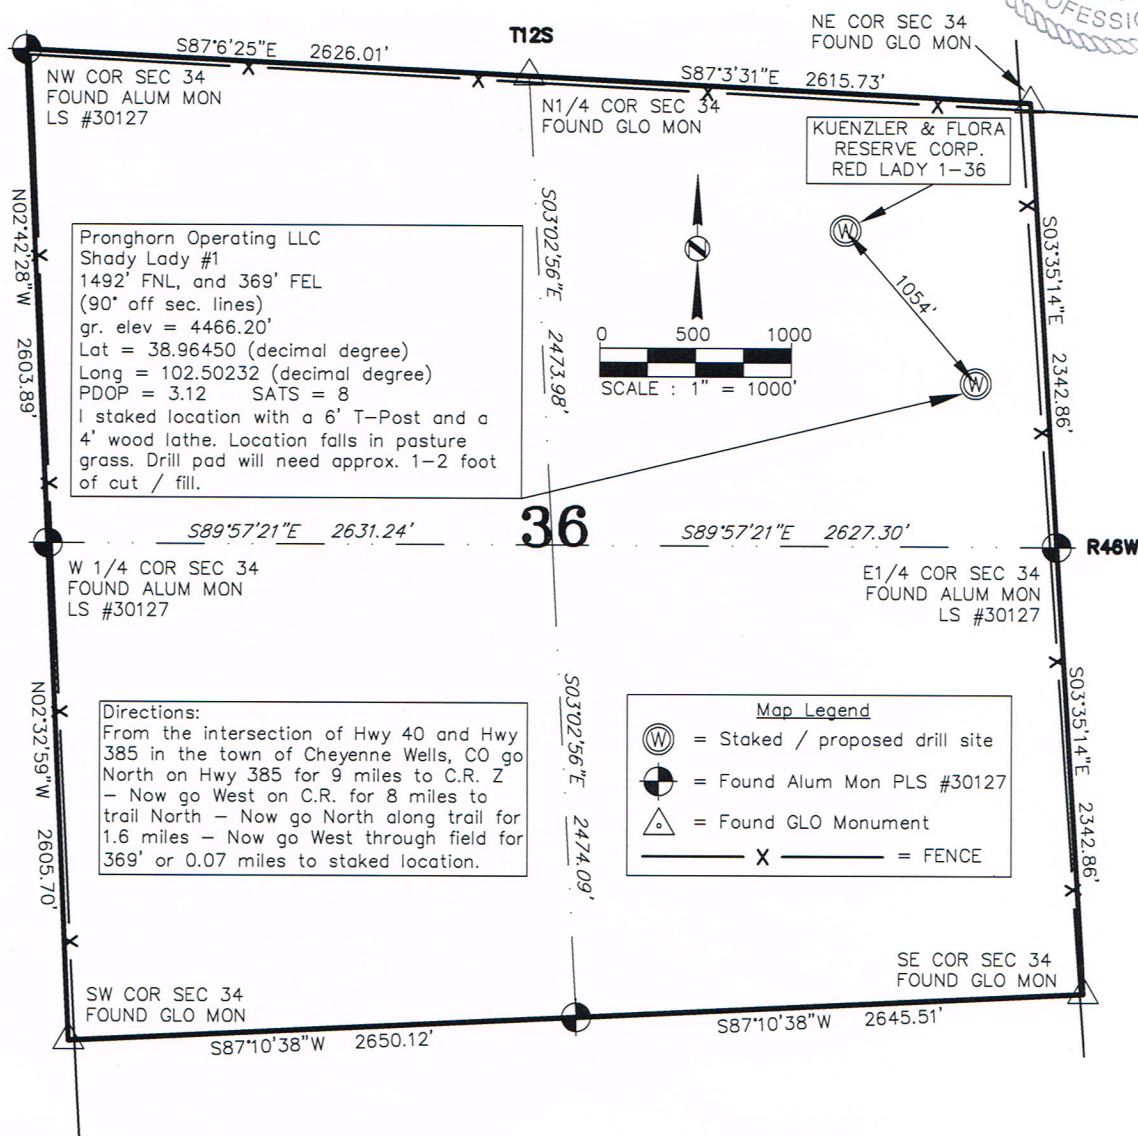 T12S
NE COR SEC 34
FOUND GLO MON
S87°6'25"E 2626.01'
S87°3'31"E 2615.73'
NW COR SEC 34
FOUND ALUM MON
LS #30127
N1/4 COR SEC 34
FOUND GLO MON
KUENZLER & FLORA
RESERVE CORP.
RED LADY 1-36
W
1054'
W
N02°42'28"W 2603.89'
Pronghorn Operating LLC
Shady Lady #1
1492' FNL, and 369' FEL
(90° off sec. lines)
gr. elev = 4466.20'
Lat = 38.96450 (decimal degree)
Long = 102.50232 (decimal degree)
PDOP = 3.12 SATS = 8
I staked location with a 6' T-Post and a
4' wood lathe. Location falls in pasture
grass. Drill pad will need approx. 1-2 foot
of cut / fill.
S03°02'56"E 2473.98'
N
0 500 1000
SCALE : 1" = 1000'
S03°35'14"E 2342.86'
S89°57'21"E 2631.24'
36
S89°57'21"E 2627.30'
R46W
W 1/4 COR SEC 34
FOUND ALUM MON
LS #30127
E1/4 COR SEC 34
FOUND ALUM MON
LS #30127
N02°32'59"W 2605.70'
Directions:
From the intersection of Hwy 40 and Hwy
385 in the town of Cheyenne Wells, CO go
North on Hwy 385 for 9 miles to C.R. Z
- Now go West on C.R. for 8 miles to
trail North - Now go North along trail for
1.6 miles - Now go West through field for
369' or 0.07 miles to staked location.
S03°02'56"E 2474.09'
Map Legend
W = Staked / proposed drill site
= Found Alum Mon PLS #30127
= Found GLO Monument
X = FENCE
S03°35'14"E 2342.86'
SW COR SEC 34
FOUND GLO MON
SE COR SEC 34
FOUND GLO MON
S87°10'38"W 2650.12'
S87°10'38"W 2645.51'